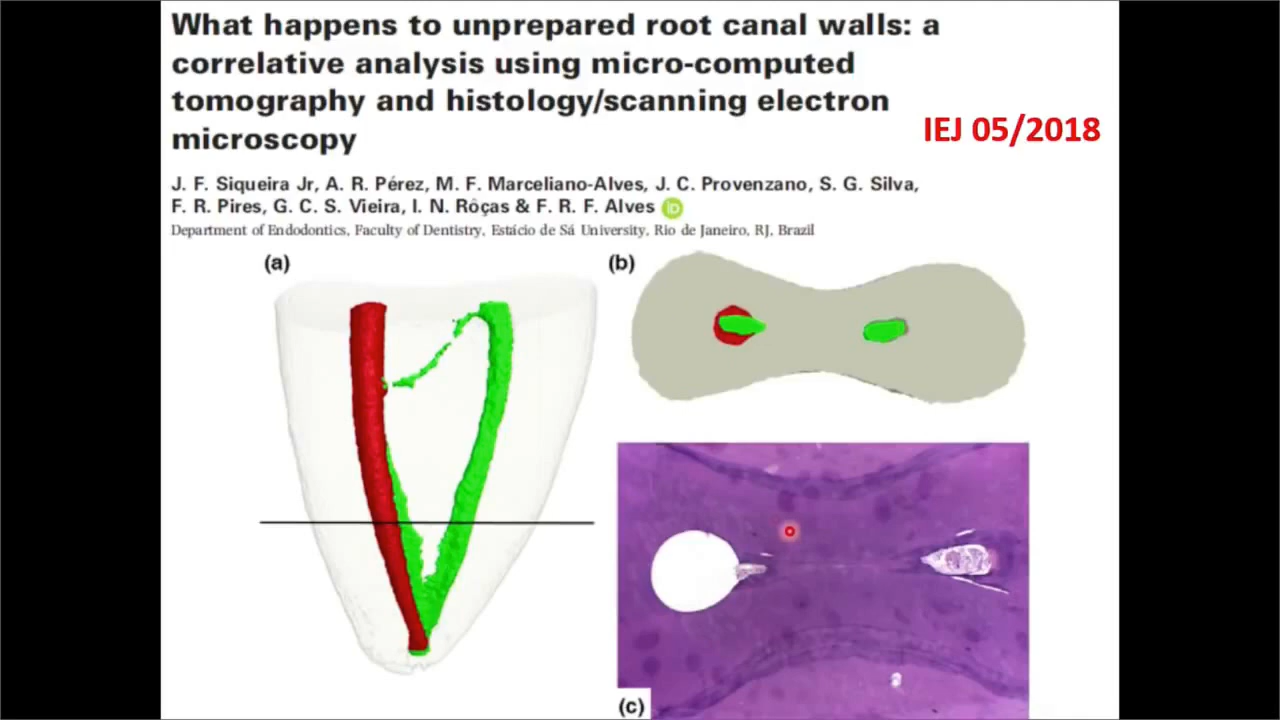 What happens to unprepared root canal walls: a
correlative analysis using micro-computed
tomography and histology/scanning electron
microscopy
IEJ 05/2018
J. F. Siqueira Jr, A. R. Pérez, M. F. Marceliano-Alves, J. C. Provenzano, S. G. Silva,
F. R. Pires, G. C. S. Vieira, I. N. Rôças & F. R. F. Alves iD
Department of Endodontics, Faculty of Dentistry, Estácio de Sá University, Rio de Janeiro, RJ, Brazil
(a)
(b)
(c)